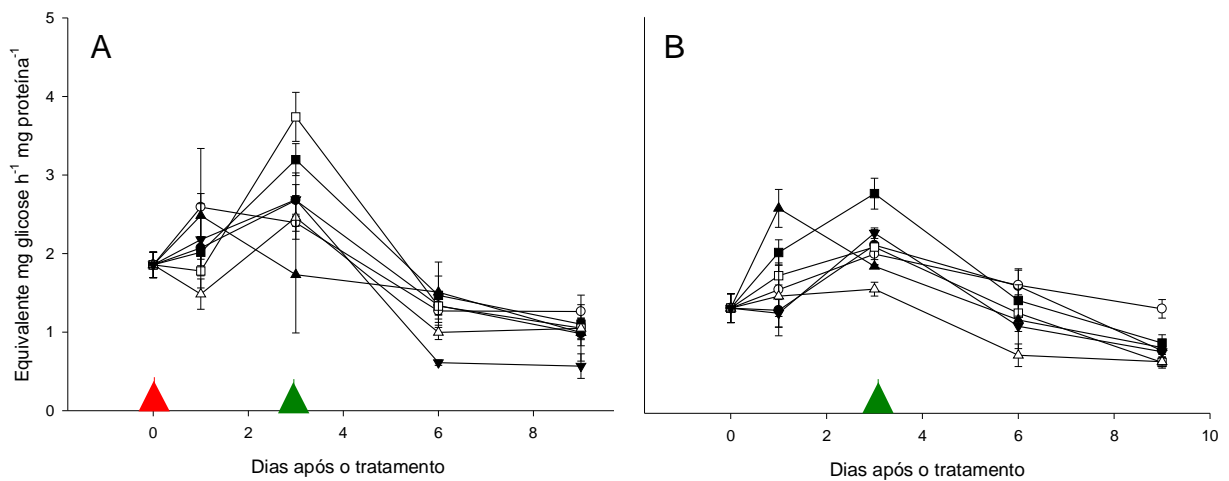 A
B
Equivalente mg glicose h⁻¹ mg proteína⁻¹
5
4
3
2
1
0
0 2 4 6 8
0 2 4 6 8 10
Dias após o tratamento
Dias após o tratamento